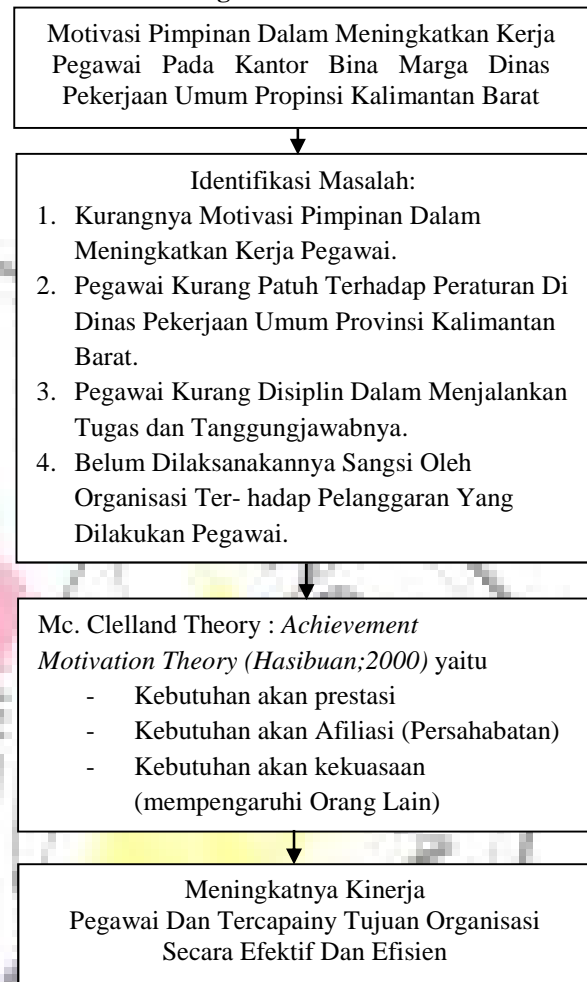 Motivasi Pimpinan Dalam Meningkatkan Kerja
Pegawai Pada Kantor Bina Marga Dinas
Pekerjaan Umum Propinsi Kalimantan Barat
Identifikasi Masalah:
1. Kurangnya Motivasi Pimpinan Dalam
Meningkatkan Kerja Pegawai.
2. Pegawai Kurang Patuh Terhadap Peraturan Di
Dinas Pekerjaan Umum Provinsi Kalimantan
Barat.
3. Pegawai Kurang Disiplin Dalam Menjalankan
Tugas dan Tanggungjawabnya.
4. Belum Dilaksanakannya Sangsi Oleh
Organisasi Ter- hadap Pelanggaran Yang
Dilakukan Pegawai.
Mc. Clelland Theory : Achievement
Motivation Theory (Hasibuan;2000) yaitu
- Kebutuhan akan prestasi
- Kebutuhan akan Afiliasi (Persahabatan)
- Kebutuhan akan kekuasaan
(mempengaruhi Orang Lain)
Meningkatnya Kinerja
Pegawai Dan Tercapainy Tujuan Organisasi
Secara Efektif Dan Efisien